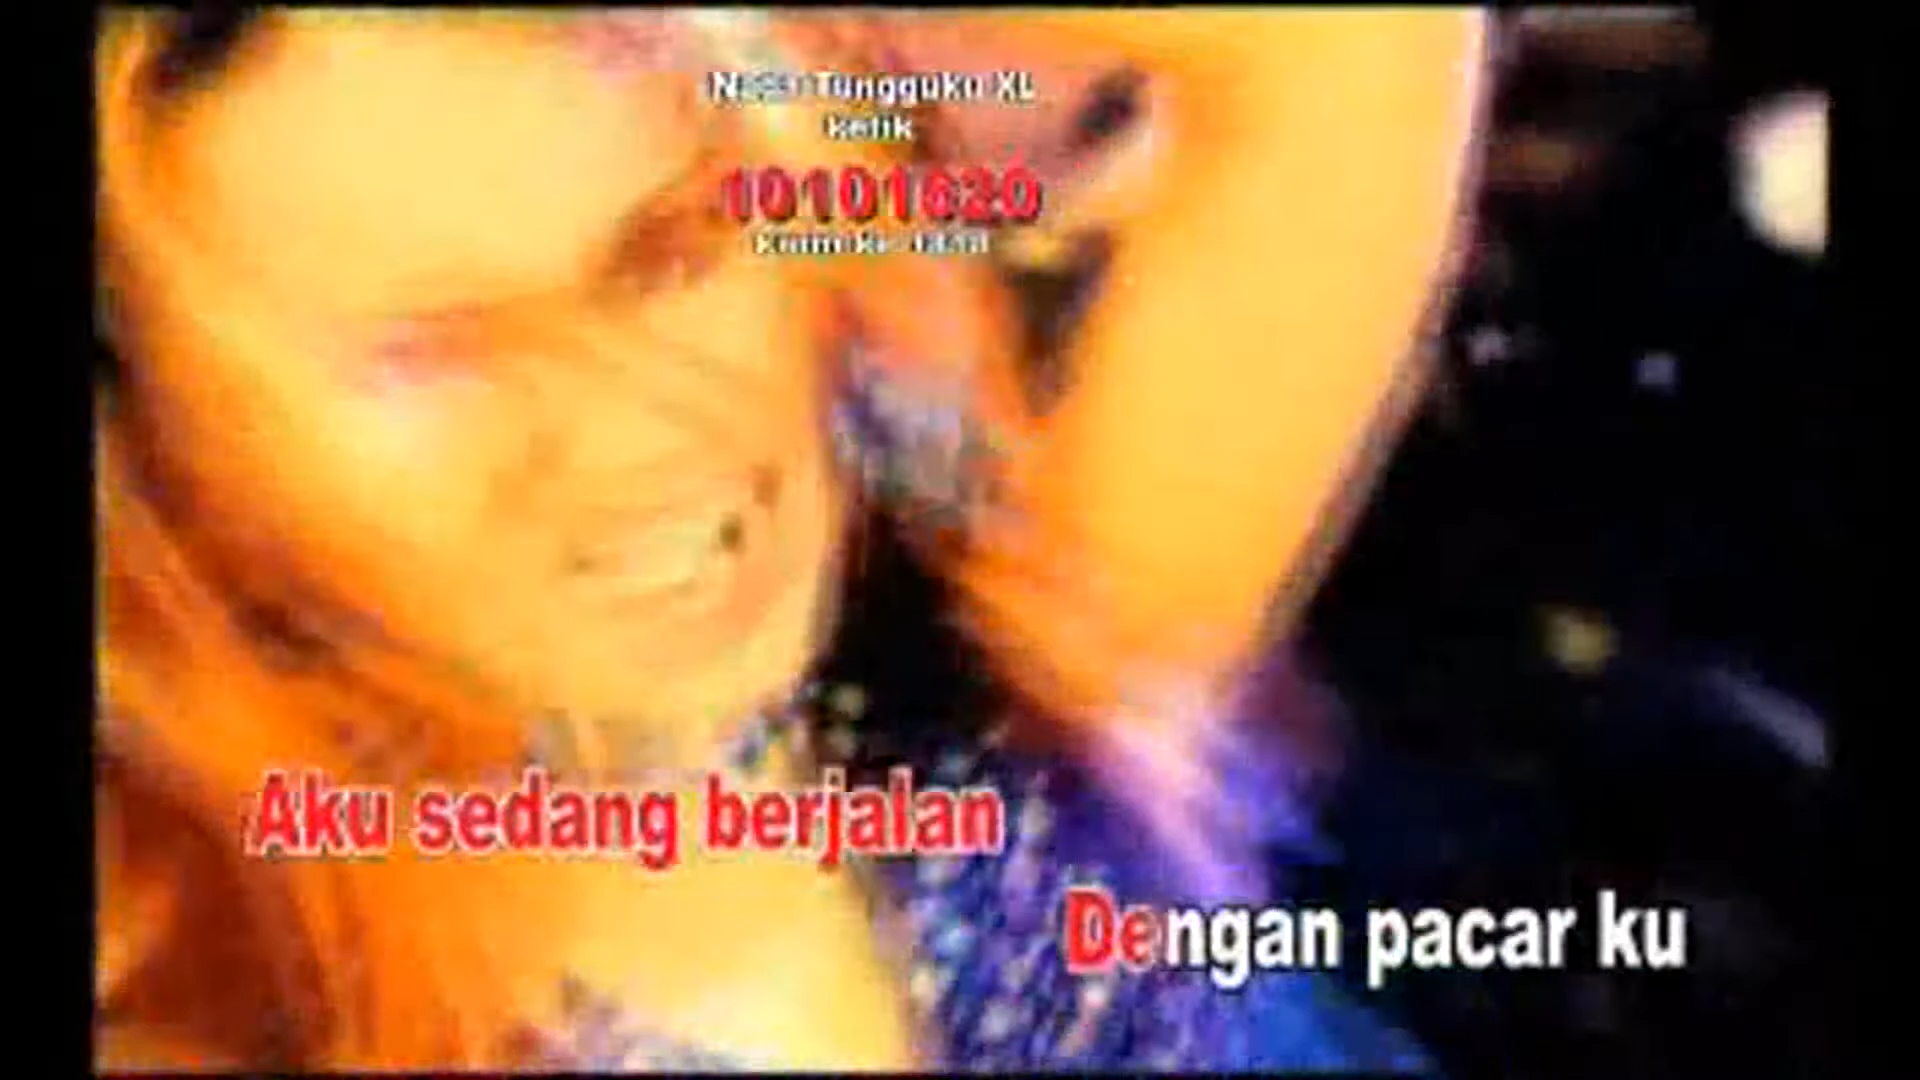 Tungguku XL
ketik
10101620
Aku sedang berjalan
Dengan pacar ku